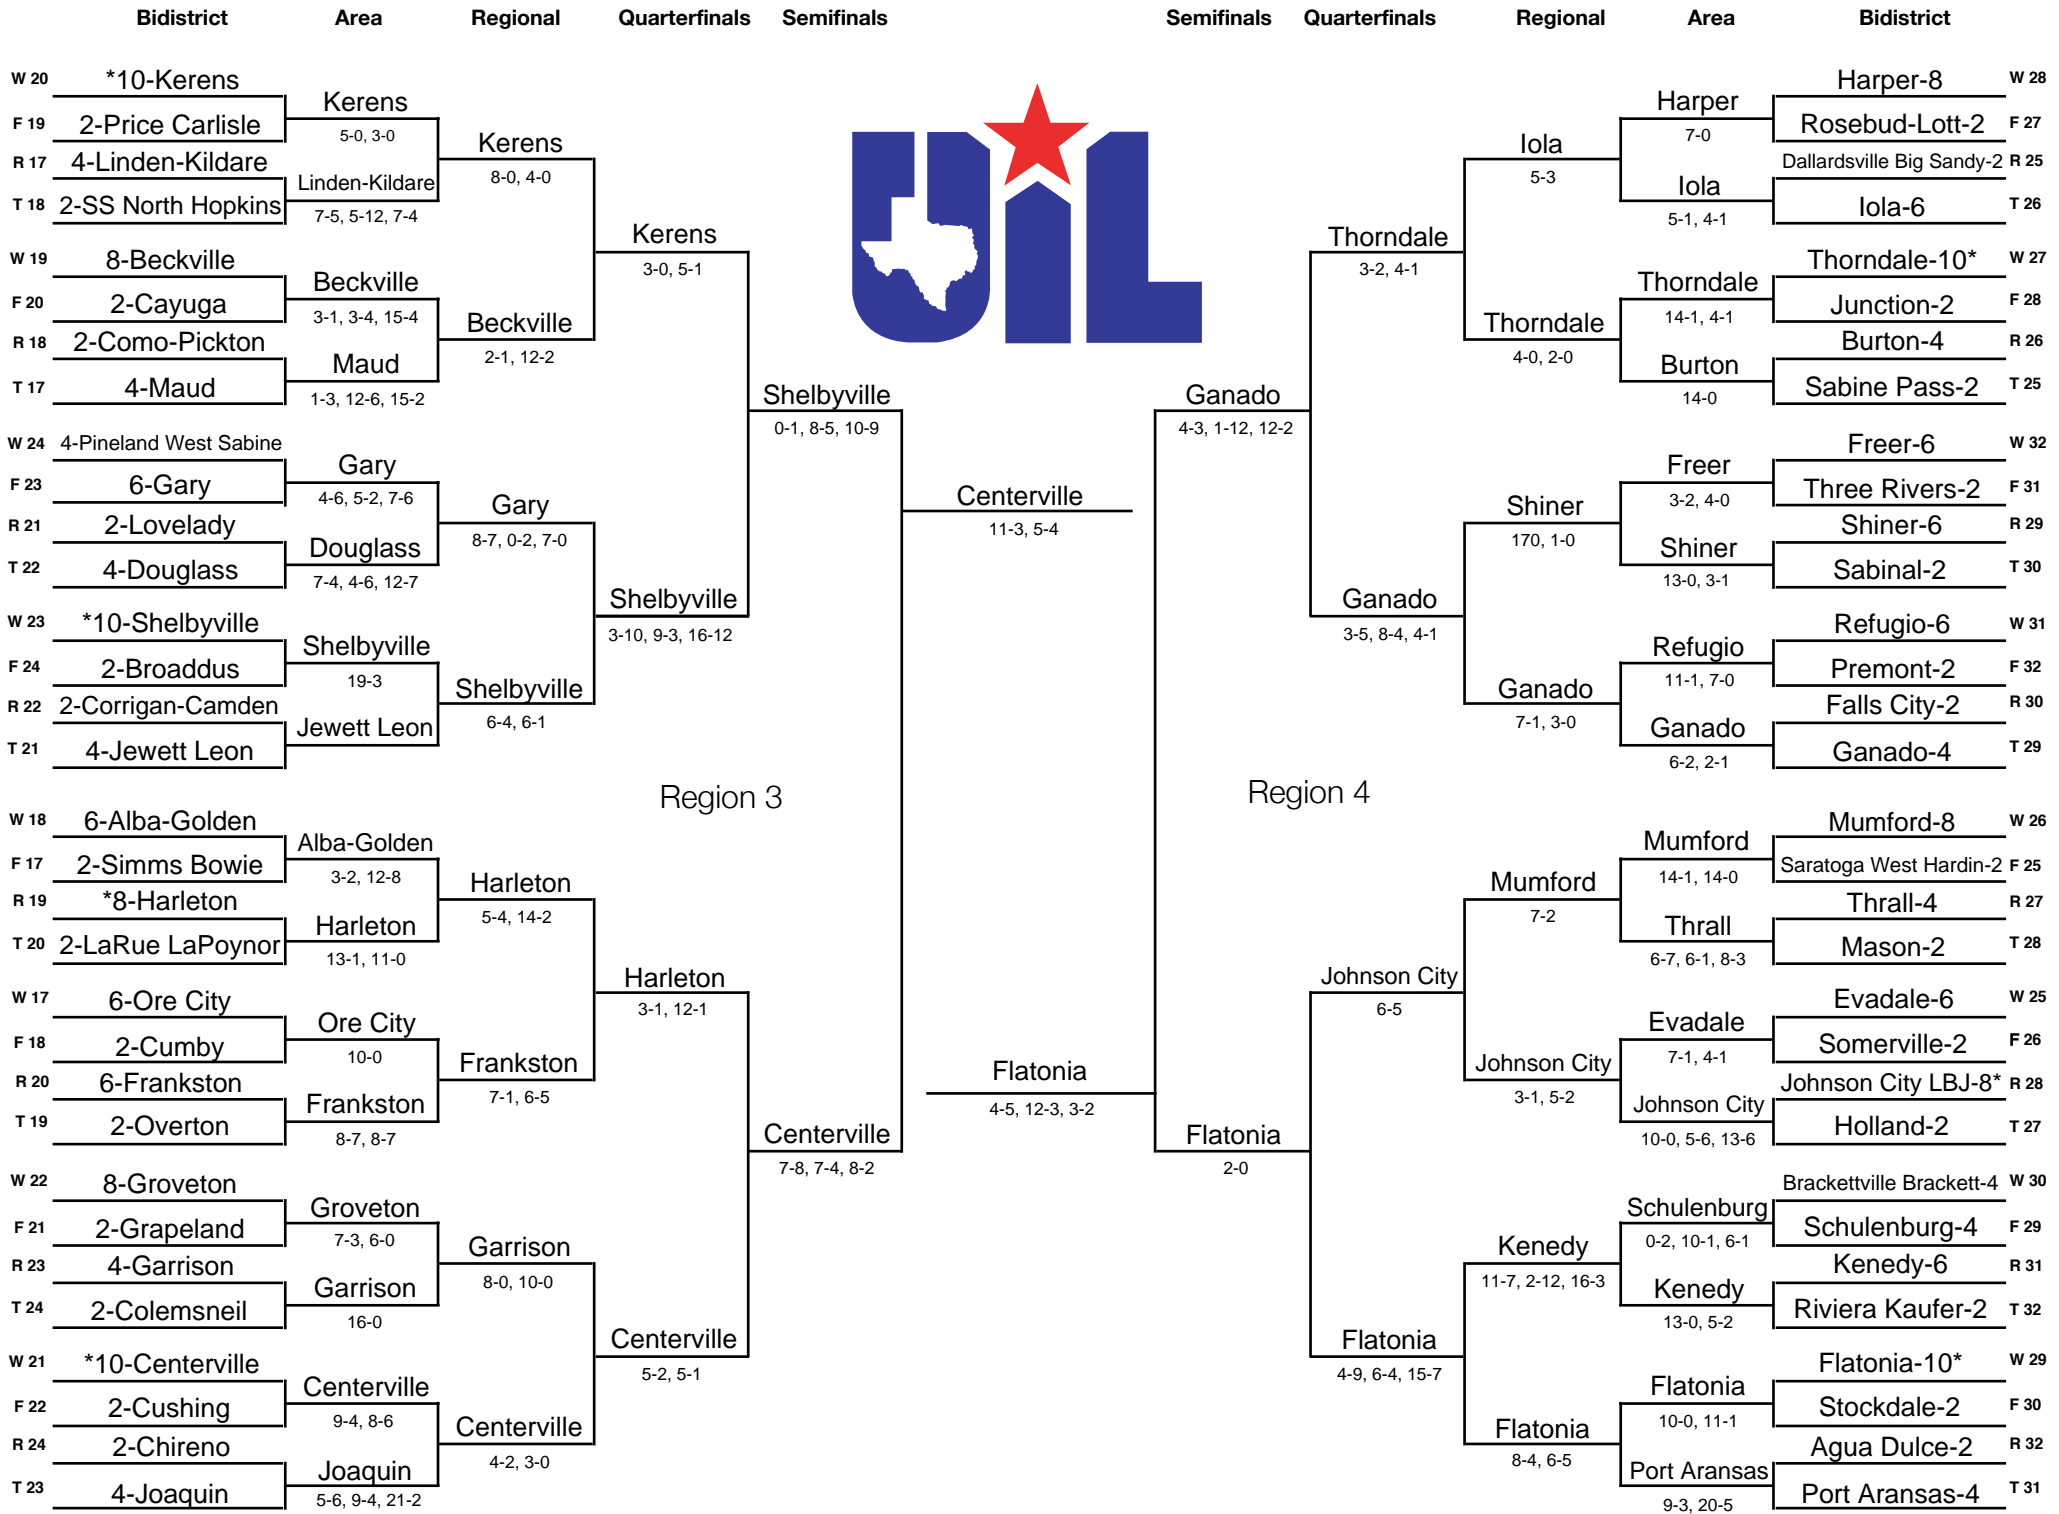 Bidistrict Area Regional Quarterfinals Semifinals Semifinals Quarterfinals Regional Area Bidistrict
W 20 *10-Kerens
F 19 2-Price Carlisle
R 17 4-Linden-Kildare
T 18 2-SS North Hopkins
W 19 8-Beckville
F 20 2-Cayuga
R 18 2-Como-Pickton
T 17 4-Maud
W 24 4-Pineland West Sabine
F 23 6-Gary
R 21 2-Lovelady
T 22 4-Douglass
W 23 *10-Shelbyville
F 24 2-Broaddus
R 22 2-Corrigan-Camden
T 21 4-Jewett Leon
W 18 6-Alba-Golden
F 17 2-Simms Bowie
R 19 *8-Harleton
T 20 2-LaRue LaPoynor
W 17 6-Ore City
F 18 2-Cumby
R 20 6-Frankston
T 19 2-Overton
W 22 8-Groveton
F 21 2-Grapeland
R 23 4-Garrison
T 24 2-Colemsneil
W 21 *10-Centerville
F 22 2-Cushing
R 24 2-Chireno
T 23 4-Joaquin
Kerens
5-0, 3-0
Linden-Kildare
7-5, 5-12, 7-4
Beckville
3-1, 3-4, 15-4
Maud
1-3, 12-6, 15-2
Gary
4-6, 5-2, 7-6
Douglass
7-4, 4-6, 12-7
Shelbyville
19-3
Jewett Leon
Alba-Golden
3-2, 12-8
Harleton
13-1, 11-0
Ore City
10-0
Frankston
8-7, 8-7
Groveton
7-3, 6-0
Garrison
16-0
Centerville
9-4, 8-6
Joaquin
5-6, 9-4, 21-2
Kerens
8-0, 4-0
Beckville
2-1, 12-2
Gary
8-7, 0-2, 7-0
Shelbyville
6-4, 6-1
Harleton
5-4, 14-2
Frankston
7-1, 6-5
Garrison
8-0, 10-0
Centerville
4-2, 3-0
Kerens
3-0, 5-1
Shelbyville
3-10, 9-3, 16-12
Region 3
Harleton
3-1, 12-1
Centerville
5-2, 5-1
Shelbyville
0-1, 8-5, 10-9
Centerville
7-8, 7-4, 8-2
UIL
Centerville
11-3, 5-4
Flatonia
4-5, 12-3, 3-2
Ganado
4-3, 1-12, 12-2
Flatonia
2-0
Thorndale
3-2, 4-1
Ganado
3-5, 8-4, 4-1
Region 4
Johnson City
6-5
Flatonia
4-9, 6-4, 15-7
Iola
5-3
Thorndale
4-0, 2-0
Shiner
170, 1-0
Ganado
7-1, 3-0
Mumford
7-2
Johnson City
3-1, 5-2
Kenedy
11-7, 2-12, 16-3
Flatonia
8-4, 6-5
Harper
7-0
Iola
5-1, 4-1
Thorndale
14-1, 4-1
Burton
14-0
Freer
3-2, 4-0
Shiner
13-0, 3-1
Refugio
11-1, 7-0
Ganado
6-2, 2-1
Mumford
14-1, 14-0
Thrall
6-7, 6-1, 8-3
Evadale
7-1, 4-1
Johnson City
10-0, 5-6, 13-6
Schulenburg
0-2, 10-1, 6-1
Kenedy
13-0, 5-2
Flatonia
10-0, 11-1
Port Aransas
9-3, 20-5
Harper-8 W 28
Rosebud-Lott-2 F 27
Dallardsville Big Sandy-2 R 25
Iola-6 T 26
Thorndale-10* W 27
Junction-2 F 28
Burton-4 R 26
Sabine Pass-2 T 25
Freer-6 W 32
Three Rivers-2 F 31
Shiner-6 R 29
Sabinal-2 T 30
Refugio-6 W 31
Premont-2 F 32
Falls City-2 R 30
Ganado-4 T 29
Mumford-8 W 26
Saratoga West Hardin-2 F 25
Thrall-4 R 27
Mason-2 T 28
Evadale-6 W 25
Somerville-2 F 26
Johnson City LBJ-8* R 28
Holland-2 T 27
Brackettville Brackett-4 W 30
Schulenburg-4 F 29
Kenedy-6 R 31
Riviera Kaufer-2 T 32
Flatonia-10* W 29
Stockdale-2 F 30
Agua Dulce-2 R 32
Port Aransas-4 T 31